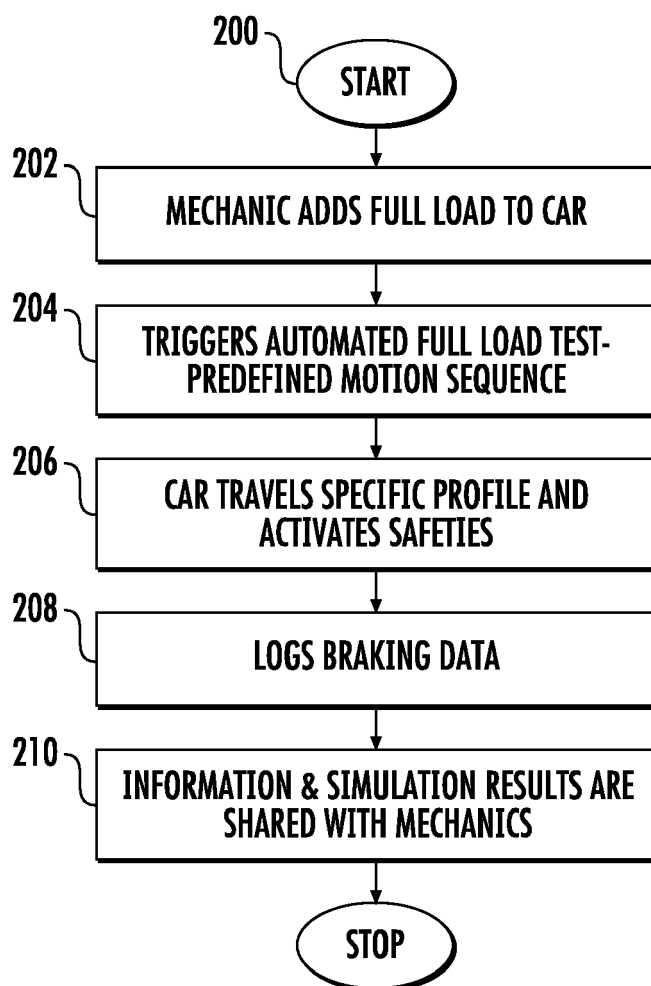 200
START
202
MECHANIC ADDS FULL LOAD TO CAR
204
TRIGGERS AUTOMATED FULL LOAD TEST-
PREDEFINED MOTION SEQUENCE
206
CAR TRAVELS SPECIFIC PROFILE AND
ACTIVATES SAFETIES
208
LOGS BRAKING DATA
210
INFORMATION & SIMULATION RESULTS ARE
SHARED WITH MECHANICS
STOP